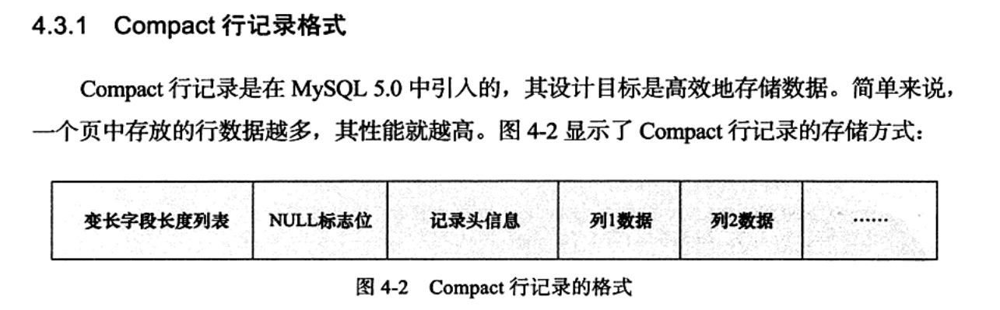 4.3.1 Compact 行记录格式
Compact 行记录是在 MySQL 5.0 中引入的，其设计目标是高效地存储数据。简单来说，
一个页中存放的行数据越多，其性能就越高。图 4-2 显示了 Compact 行记录的存储方式：
变长字段长度列表 NULL标志位 记录头信息 列1数据 列2数据 ……
图 4-2 Compact 行记录的格式